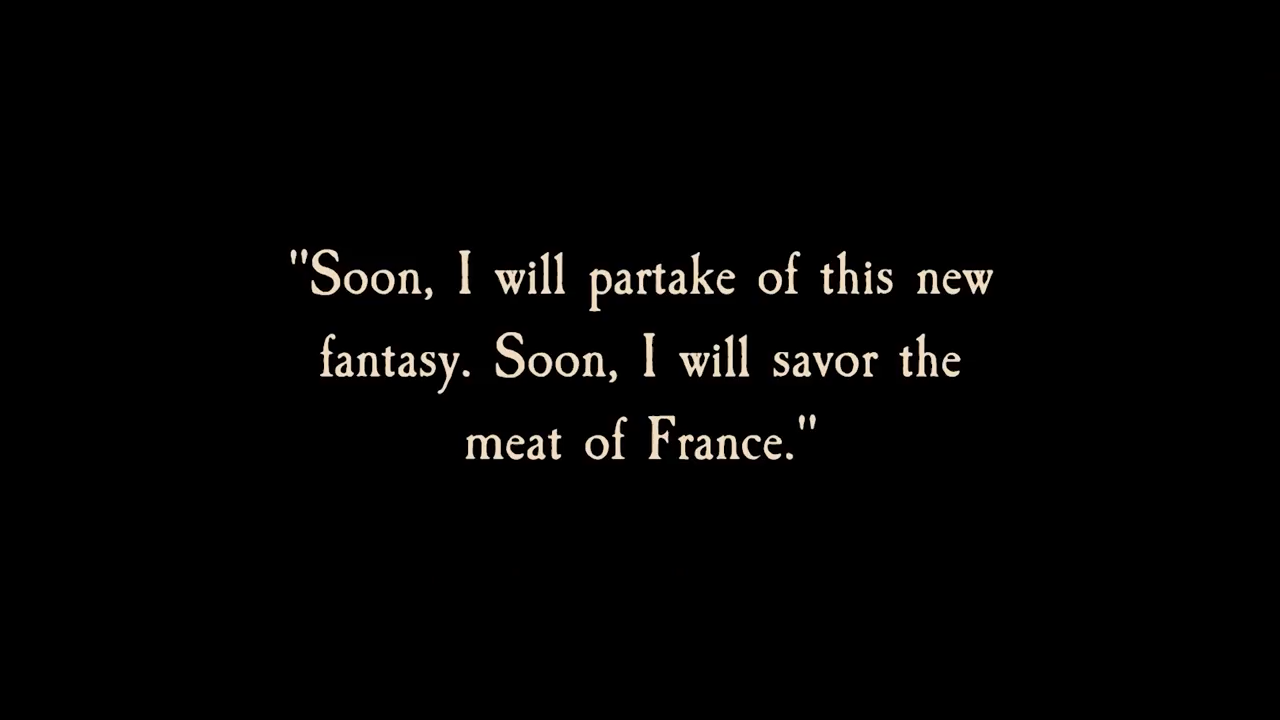 "Soon, I will partake of this new
fantasy. Soon, I will savor the
meat of France."